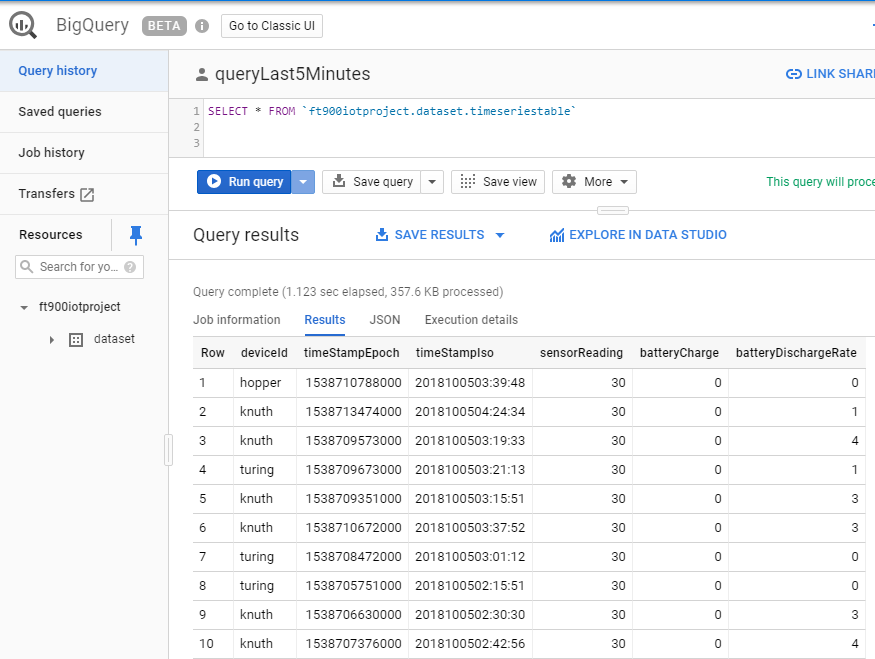 BigQuery BETA Go to Classic UI
Query history
Saved queries
Job history
Transfers
Resources
Search for yo...
ft900iotproject
dataset
queryLast5Minutes
LINK SHARI
1 SELECT * FROM `ft900iotproject.dataset.timeseriestable`
2
3
Run query Save query Save view More This query will proce
Query results SAVE RESULTS EXPLORE IN DATA STUDIO
Query complete (1.123 sec elapsed, 357.6 KB processed)
Job information Results JSON Execution details
Row deviceId timeStampEpoch timeStampIso sensorReading batteryCharge batteryDischargeRate
1 hopper 1538710788000 2018100503:39:48 30 0 0
2 knuth 1538713474000 2018100504:24:34 30 0 1
3 knuth 1538709573000 2018100503:19:33 30 0 4
4 turing 1538709673000 2018100503:21:13 30 0 1
5 knuth 1538709351000 2018100503:15:51 30 0 3
6 knuth 1538710672000 2018100503:37:52 30 0 3
7 turing 1538708472000 2018100503:01:12 30 0 0
8 turing 1538705751000 2018100502:15:51 30 0 0
9 knuth 1538706630000 2018100502:30:30 30 0 3
10 knuth 1538707376000 2018100502:42:56 30 0 4